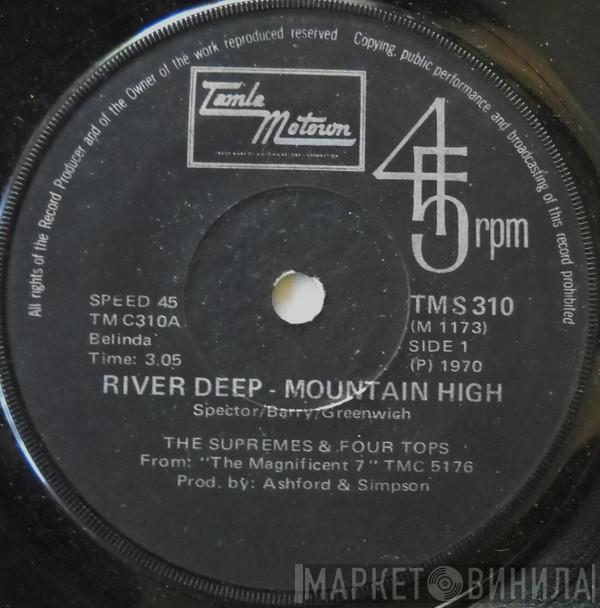 All rights of the Record Producer and of the Owner of the work reproduced reserved Copying, public performance and broadcasting of this record prohibited
Tamla
Motown
45 rpm
SPEED 45
TMC310A
Belinda
Time: 3.05
TMS310
(M 1173)
SIDE 1
(P) 1970
RIVER DEEP - MOUNTAIN HIGH
Spector/Barry/Greenwich
THE SUPREMES & FOUR TOPS
From: "The Magnificent 7" TMC 5176
Prod. by: Ashford & Simpson
МАРКЕТ ВИНИЛА